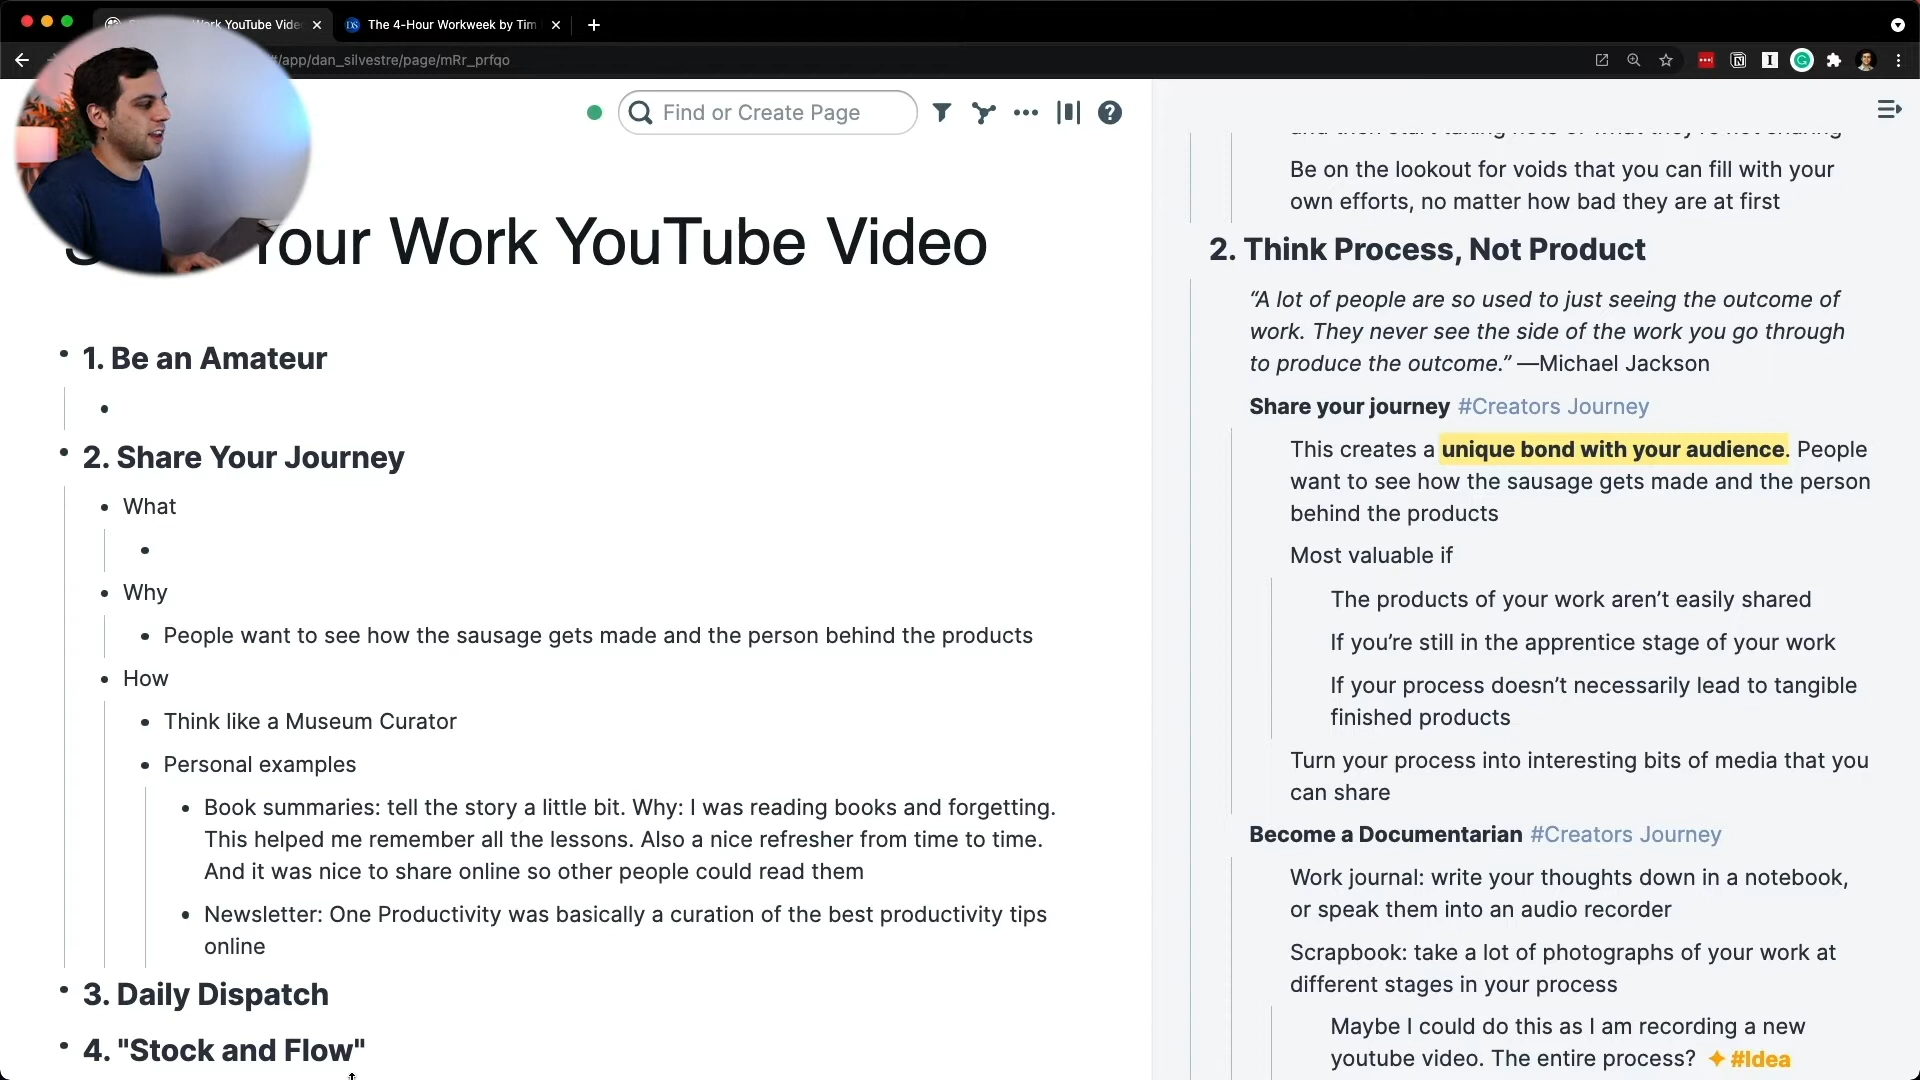 Work YouTube Vide
The 4-Hour Workweek by Tim
/app/dan_silvestre/page/mRr_prfqo
Find or Create Page
Your Work YouTube Video
1. Be an Amateur
2. Share Your Journey
What
Why
People want to see how the sausage gets made and the person behind the products
How
Think like a Museum Curator
Personal examples
Book summaries: tell the story a little bit. Why: I was reading books and forgetting.
This helped me remember all the lessons. Also a nice refresher from time to time.
And it was nice to share online so other people could read them
Newsletter: One Productivity was basically a curation of the best productivity tips
online
3. Daily Dispatch
4. "Stock and Flow"
and then start taking note of what they're not sharing
Be on the lookout for voids that you can fill with your
own efforts, no matter how bad they are at first
2. Think Process, Not Product
“A lot of people are so used to just seeing the outcome of
work. They never see the side of the work you go through
to produce the outcome.” —Michael Jackson
Share your journey #Creators Journey
This creates a unique bond with your audience. People
want to see how the sausage gets made and the person
behind the products
Most valuable if
The products of your work aren’t easily shared
If you’re still in the apprentice stage of your work
If your process doesn’t necessarily lead to tangible
finished products
Turn your process into interesting bits of media that you
can share
Become a Documentarian #Creators Journey
Work journal: write your thoughts down in a notebook,
or speak them into an audio recorder
Scrapbook: take a lot of photographs of your work at
different stages in your process
Maybe I could do this as I am recording a new
youtube video. The entire process? ✦ #Idea